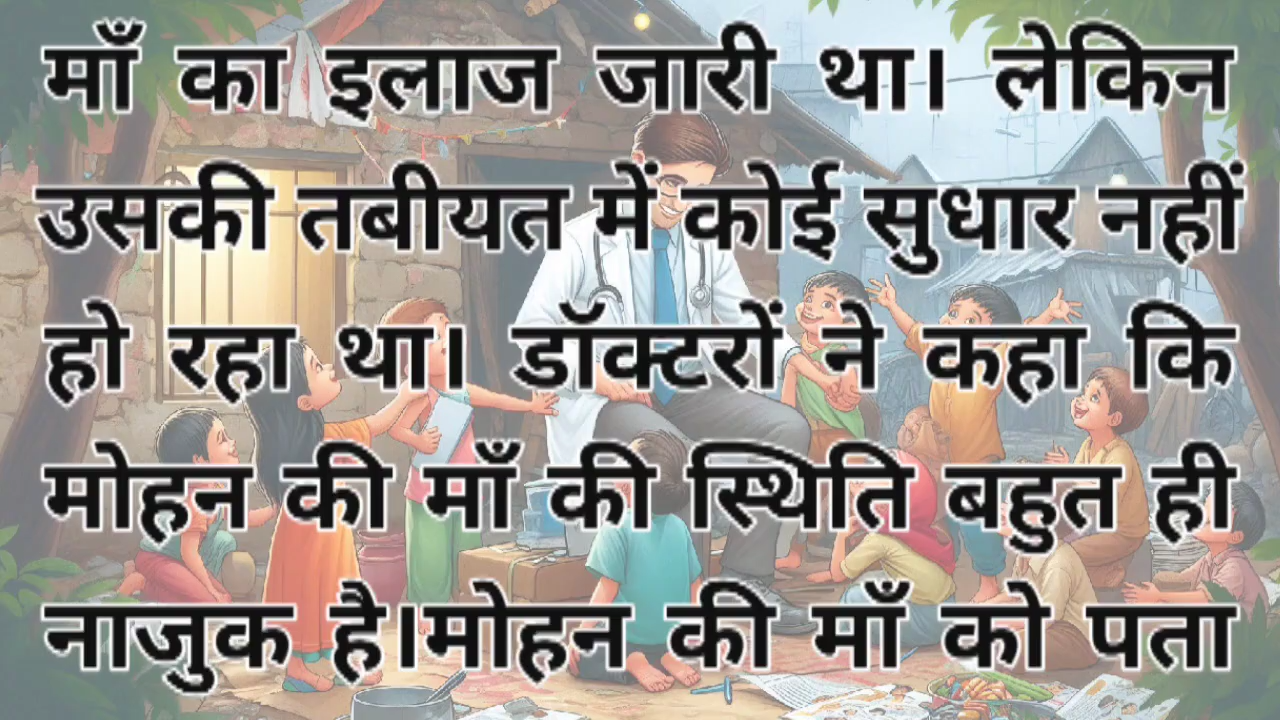 माँ का इलाज जारी था। लेकिन
उसकी तबीयत में कोई सुधार नहीं
हो रहा था। डॉक्टरों ने कहा कि
मोहन की माँ की स्थिति बहुत ही
नाजुक है।मोहन की माँ को पता